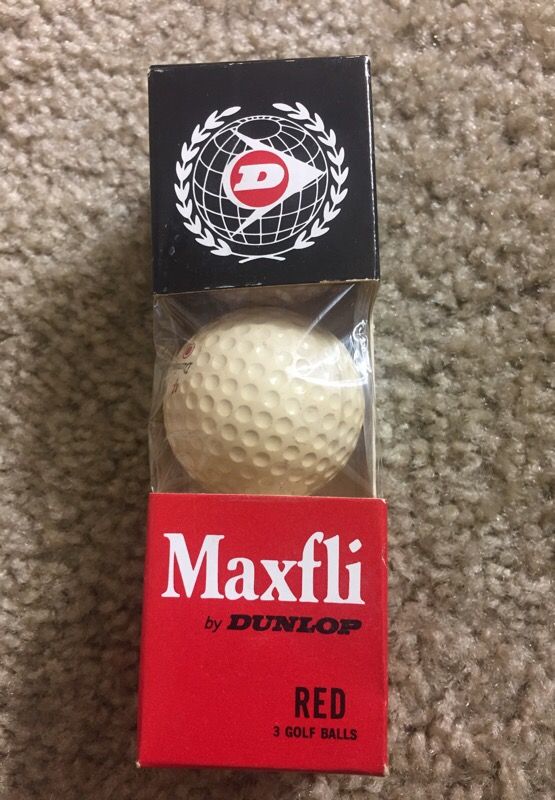 D
Maxfli
by DUNLOP
RED
3 GOLF BALLS